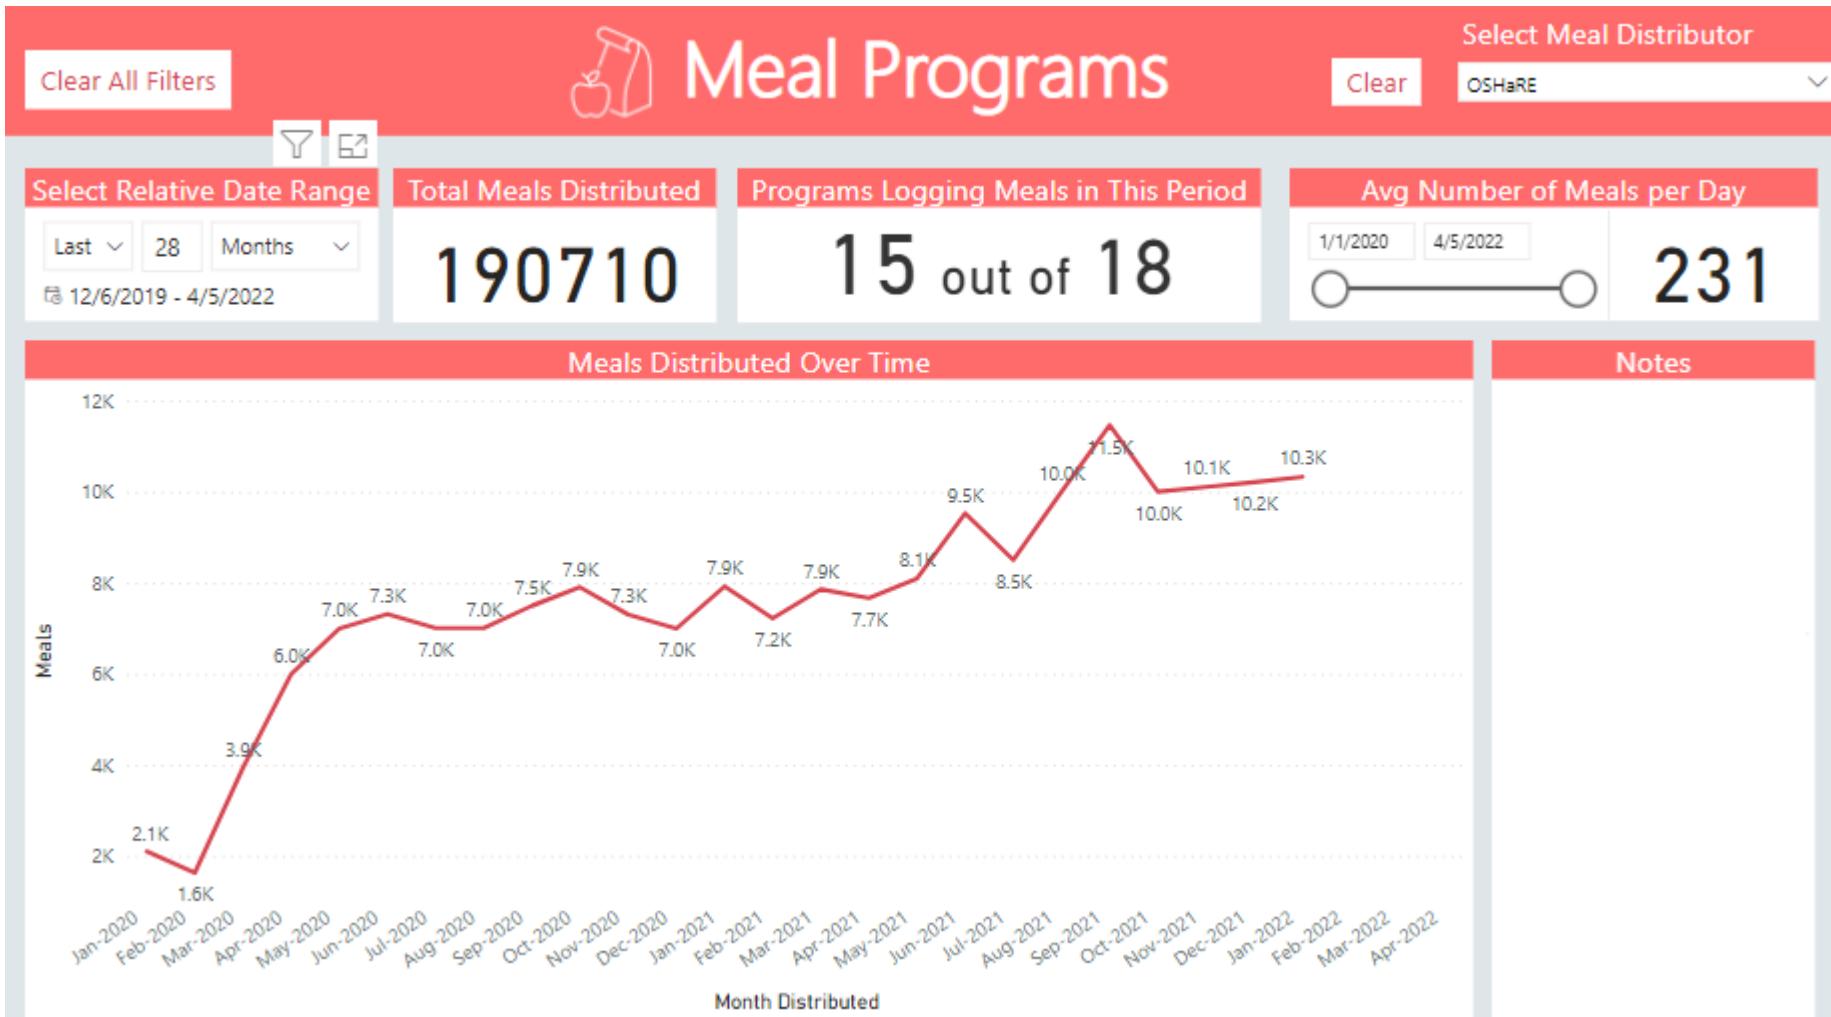 Clear All Filters
Meal Programs
Clear
Select Meal Distributor
OSHaRE
Select Relative Date Range
Last
28
Months
12/6/2019 - 4/5/2022
Total Meals Distributed
190710
Programs Logging Meals in This Period
15 out of 18
Avg Number of Meals per Day
1/1/2020
4/5/2022
231
Meals Distributed Over Time
Notes
12K
10K
8K
6K
4K
2K
Meals
2.1K
1.6K
3.9K
6.0K
7.0K
7.3K
7.0K
7.0K
7.5K
7.9K
7.3K
7.0K
7.9K
7.2K
7.9K
7.7K
8.1K
9.5K
8.5K
10.0K
11.5K
10.0K
10.1K
10.2K
10.3K
Jan-2020
Feb-2020
Mar-2020
Apr-2020
May-2020
Jun-2020
Jul-2020
Aug-2020
Sep-2020
Oct-2020
Nov-2020
Dec-2020
Jan-2021
Feb-2021
Mar-2021
Apr-2021
May-2021
Jun-2021
Jul-2021
Aug-2021
Sep-2021
Oct-2021
Nov-2021
Dec-2021
Jan-2022
Feb-2022
Mar-2022
Apr-2022
Month Distributed